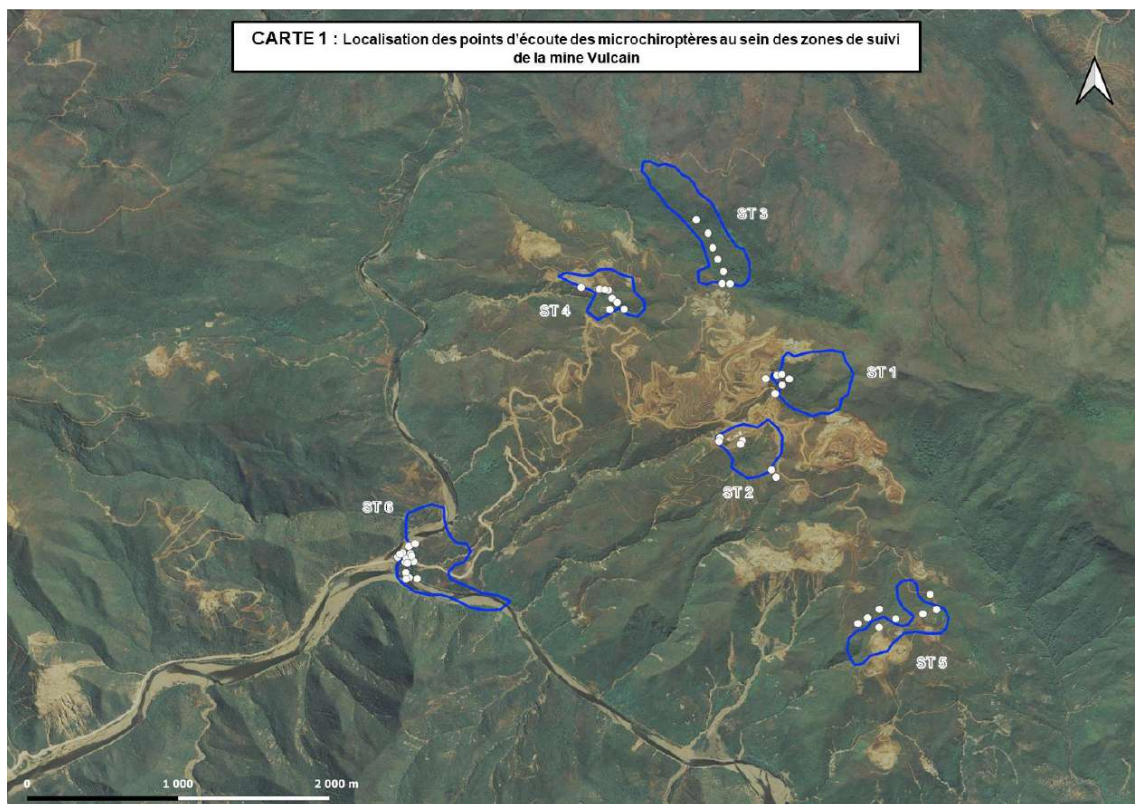 CARTE 1 : Localisation des points d'écoute des microchiroptères au sein des zones de suivi
de la mine Vulcain
ST 3
ST 4
ST 1
ST 2
ST 6
ST 5
0 1 000 2 000 m